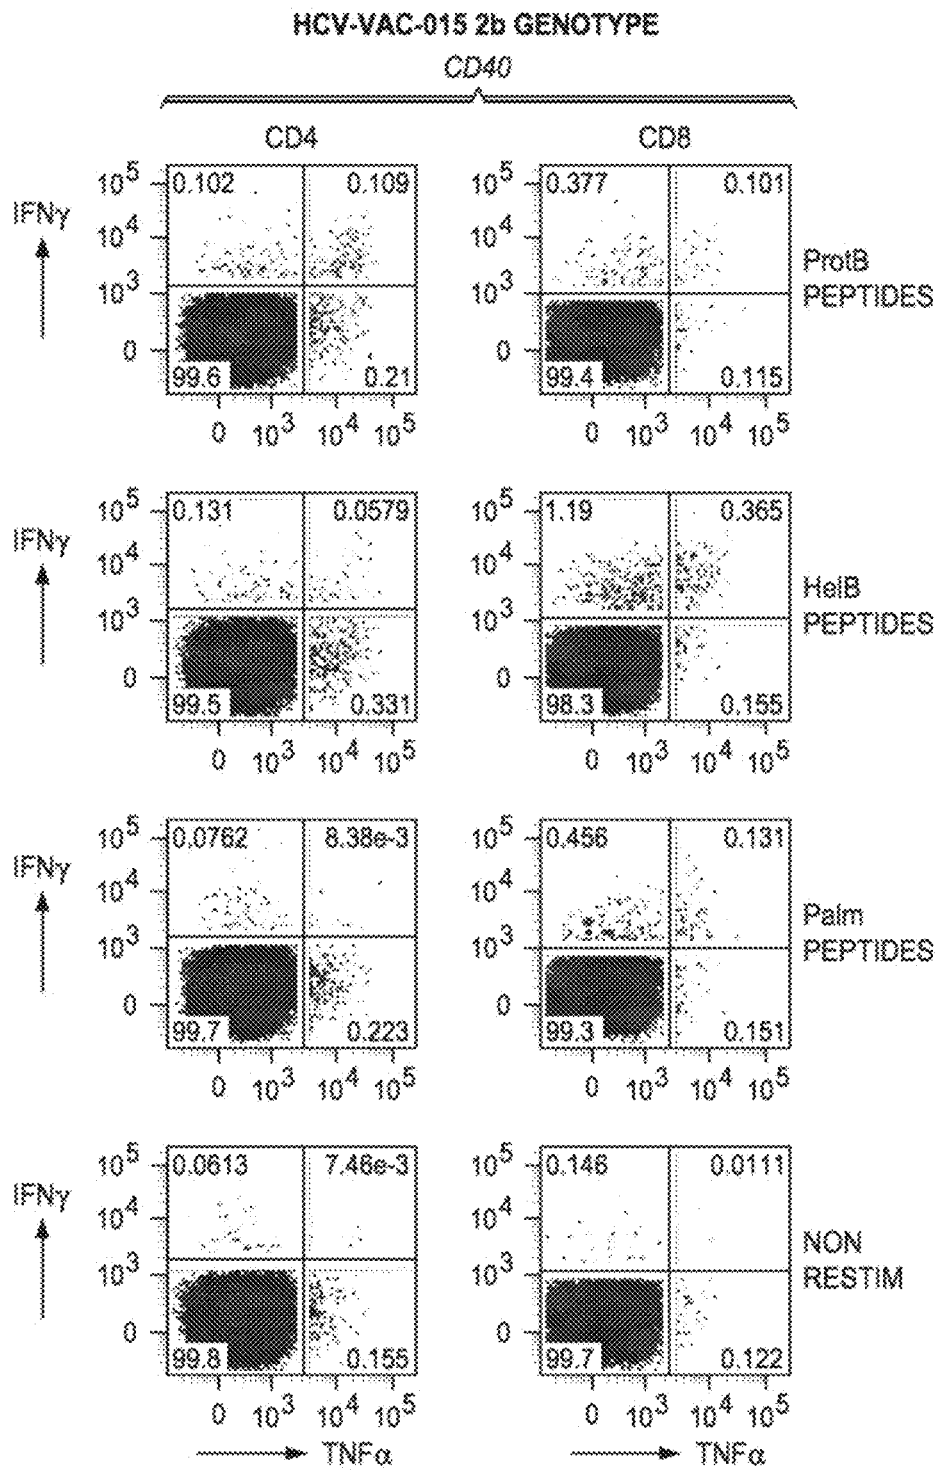 HCV-VAC-015 2b GENOTYPE
CD40
CD4 CD8
IFNγ 10^5 10^4 10^3 0
0.102 0.109
99.6 0.21
0 10^3 10^4 10^5
10^5 10^4 10^3 0
0.377 0.101
99.4 0.115
0 10^3 10^4 10^5
ProtB
PEPTIDES
IFNγ 10^5 10^4 10^3 0
0.131 0.0579
99.5 0.331
0 10^3 10^4 10^5
10^5 10^4 10^3 0
1.19 0.365
98.3 0.155
0 10^3 10^4 10^5
HelB
PEPTIDES
IFNγ 10^5 10^4 10^3 0
0.0762 8.38e-3
99.7 0.223
0 10^3 10^4 10^5
10^5 10^4 10^3 0
0.456 0.131
99.3 0.151
0 10^3 10^4 10^5
Palm
PEPTIDES
IFNγ 10^5 10^4 10^3 0
0.0613 7.46e-3
99.8 0.155
0 10^3 10^4 10^5
10^5 10^4 10^3 0
0.146 0.0111
99.7 0.122
0 10^3 10^4 10^5
NON
RESTIM
TNFα TNFα